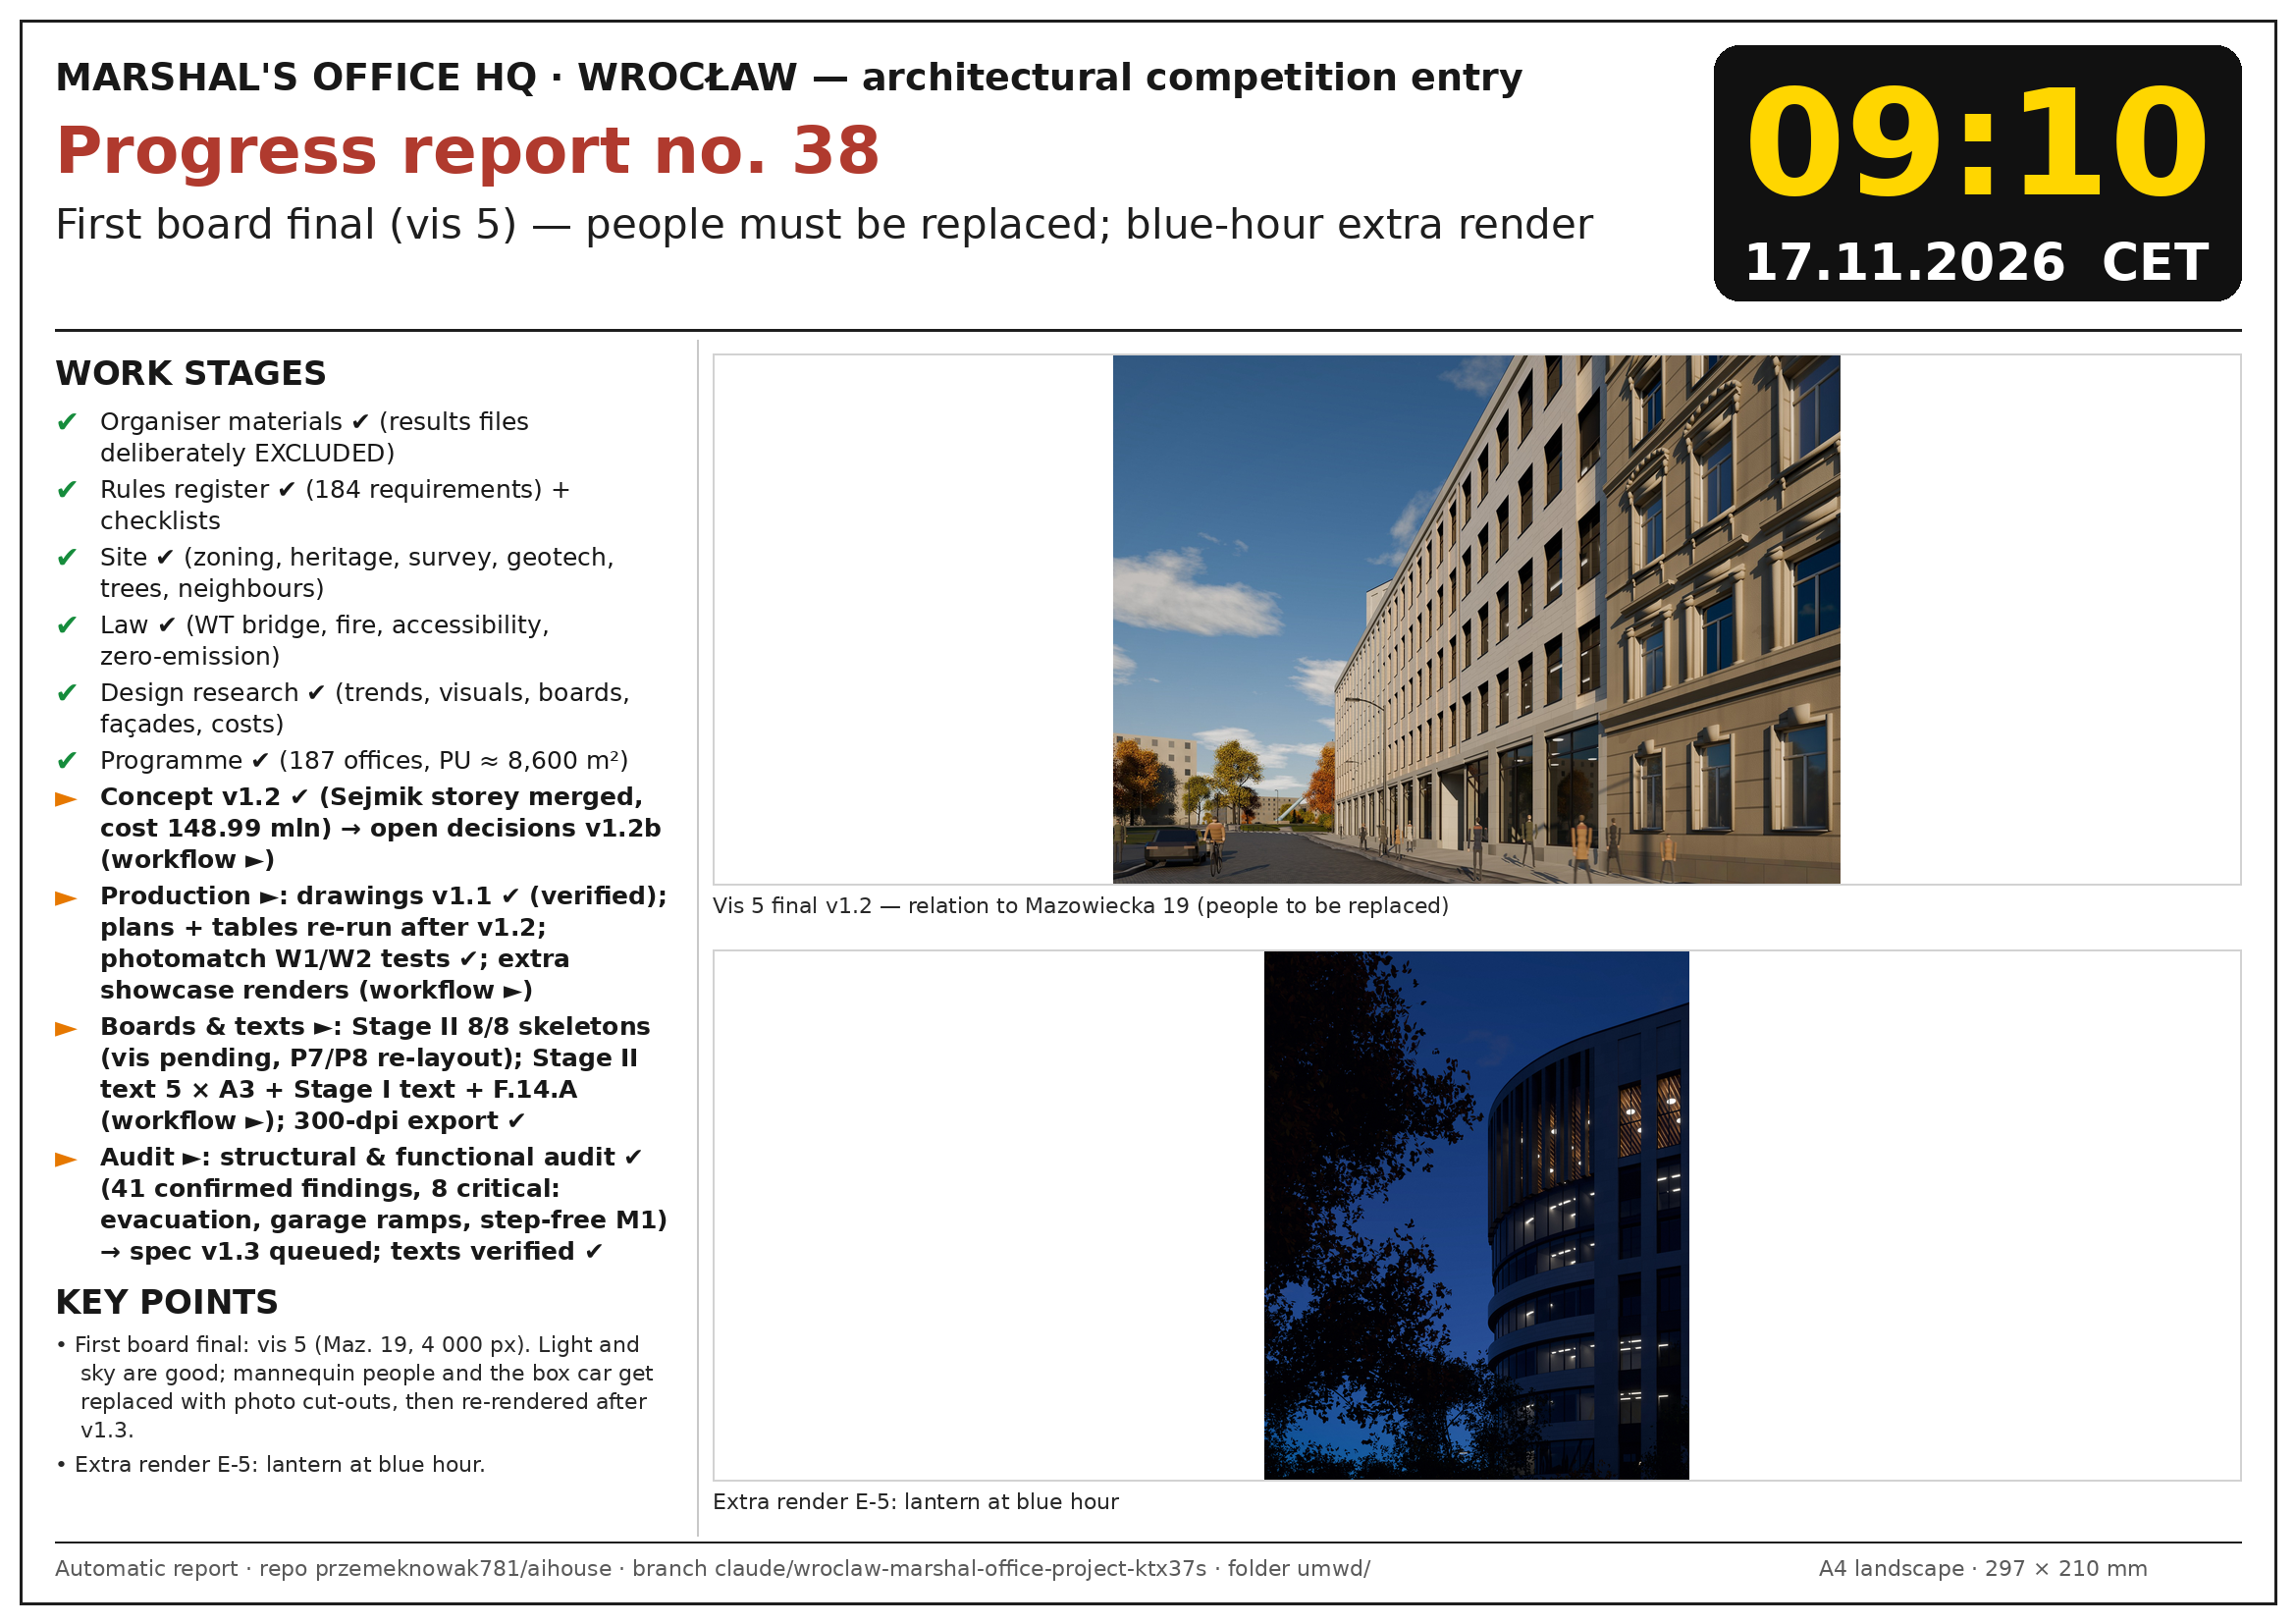 MARSHAL'S OFFICE HQ · WROCŁAW — architectural competition entry
Progress report no. 38
First board final (vis 5) — people must be replaced; blue-hour extra render
09:10
17.11.2026 CET
WORK STAGES
✔ Organiser materials ✔ (results files
deliberately EXCLUDED)
✔ Rules register ✔ (184 requirements) +
checklists
✔ Site ✔ (zoning, heritage, survey, geotech,
trees, neighbours)
✔ Law ✔ (WT bridge, fire, accessibility,
zero-emission)
✔ Design research ✔ (trends, visuals, boards,
façades, costs)
✔ Programme ✔ (187 offices, PU ≈ 8,600 m²)
► Concept v1.2 ✔ (Sejmik storey merged,
cost 148.99 mln) → open decisions v1.2b
(workflow ►)
► Production ►: drawings v1.1 ✔ (verified);
plans + tables re-run after v1.2;
photomatch W1/W2 tests ✔; extra
showcase renders (workflow ►)
► Boards & texts ►: Stage II 8/8 skeletons
(vis pending, P7/P8 re-layout); Stage II
text 5 × A3 + Stage I text + F.14.A
(workflow ►); 300-dpi export ✔
► Audit ►: structural & functional audit ✔
(41 confirmed findings, 8 critical:
evacuation, garage ramps, step-free M1)
→ spec v1.3 queued; texts verified ✔
KEY POINTS
• First board final: vis 5 (Maz. 19, 4 000 px). Light and
sky are good; mannequin people and the box car get
replaced with photo cut-outs, then re-rendered after
v1.3.
• Extra render E-5: lantern at blue hour.
Vis 5 final v1.2 — relation to Mazowiecka 19 (people to be replaced)
Extra render E-5: lantern at blue hour
Automatic report · repo przemeknowak781/aihouse · branch claude/wroclaw-marshal-office-project-ktx37s · folder umwd/
A4 landscape · 297 × 210 mm